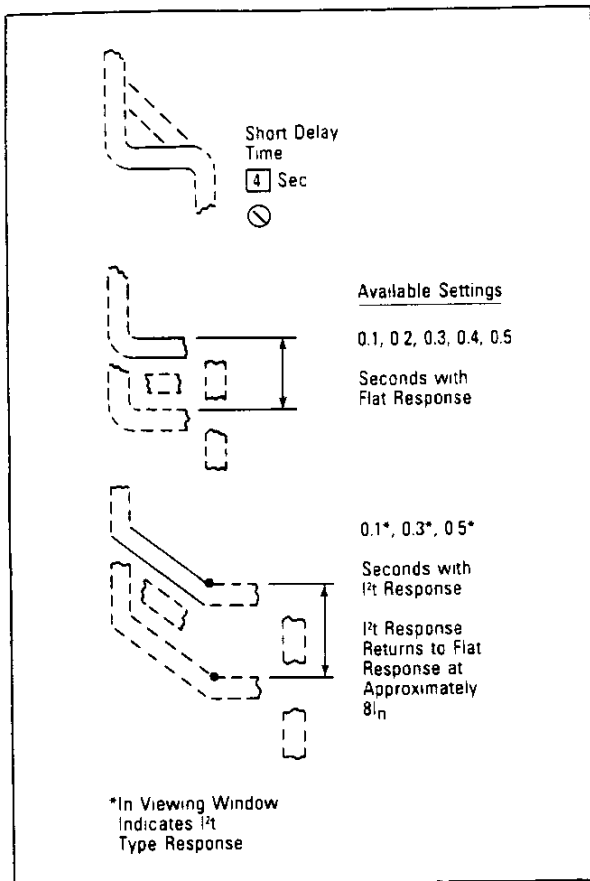 Short Delay
Time
4 Sec
Available Settings
0.1, 0 2, 0.3, 0.4, 0.5
Seconds with
Flat Response
0.1*, 0.3*, 0 5*
Seconds with
I²t Response
I²t Response
Returns to Flat
Response at
Approximately
8Iₙ
*In Viewing Window
Indicates I²t
Type Response